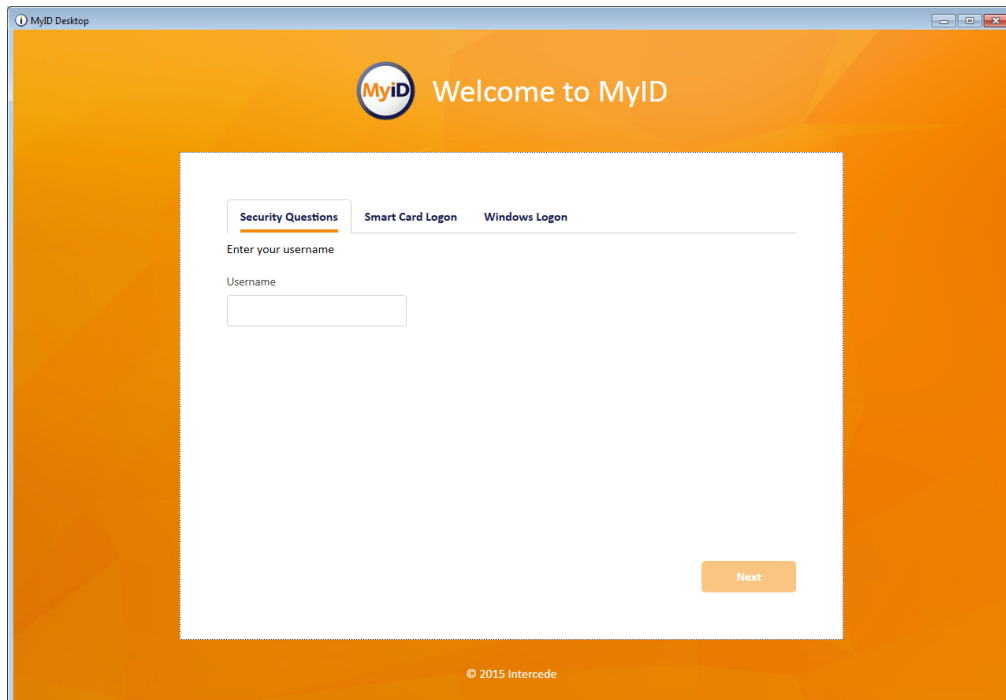 MyID Desktop
MyiD
Welcome to MyID
Security Questions Smart Card Logon Windows Logon
Enter your username
Username
Next
© 2015 Intercede